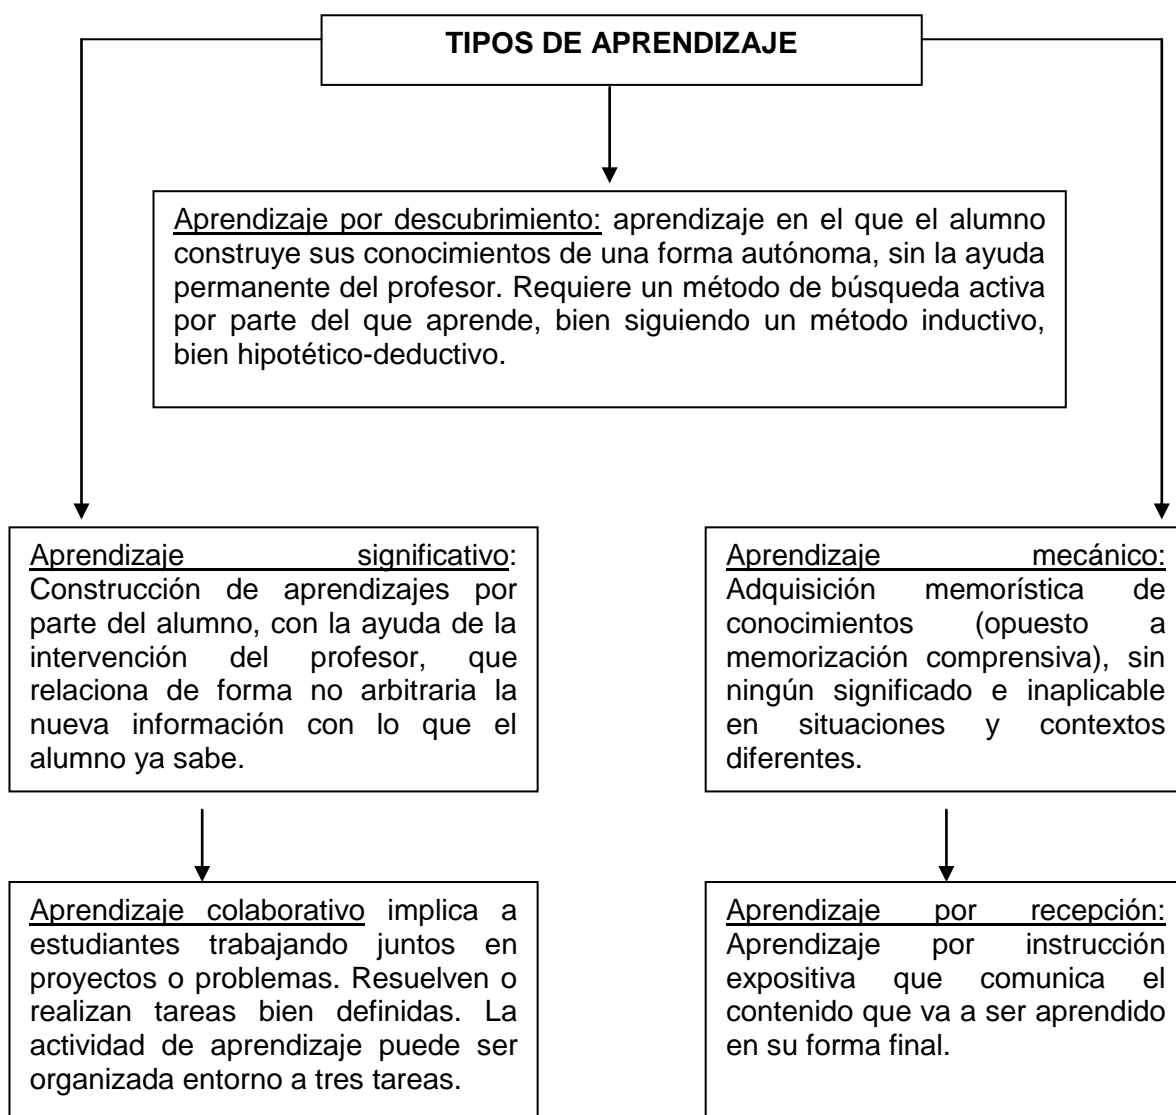 TIPOS DE APRENDIZAJE
Aprendizaje por descubrimiento: aprendizaje en el que el alumno
construye sus conocimientos de una forma autónoma, sin la ayuda
permanente del profesor. Requiere un método de búsqueda activa
por parte del que aprende, bien siguiendo un método inductivo,
bien hipotético-deductivo.
Aprendizaje significativo:
Construcción de aprendizajes por
parte del alumno, con la ayuda de la
intervención del profesor, que
relaciona de forma no arbitraria la
nueva información con lo que el
alumno ya sabe.
Aprendizaje mecánico:
Adquisición memorística de
conocimientos (opuesto a
memorización comprensiva), sin
ningún significado e inaplicable
en situaciones y contextos
diferentes.
Aprendizaje colaborativo implica a
estudiantes trabajando juntos en
proyectos o problemas. Resuelven o
realizan tareas bien definidas. La
actividad de aprendizaje puede ser
organizada entorno a tres tareas.
Aprendizaje por recepción:
Aprendizaje por instrucción
expositiva que comunica el
contenido que va a ser aprendido
en su forma final.